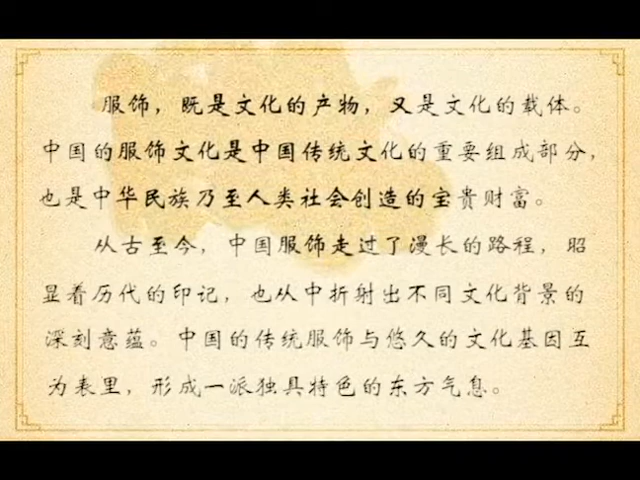 服饰，既是文化的产物，又是文化的载体。
中国的服饰文化是中国传统文化的重要组成部分，
也是中华民族乃至人类社会创造的宝贵财富。
从古至今，中国服饰走过了漫长的路程，昭
显着历代的印记，也从中折射出不同文化背景的
深刻意蕴。中国的传统服饰与悠久的文化基因互
为表里，形成一派独具特色的东方气息。